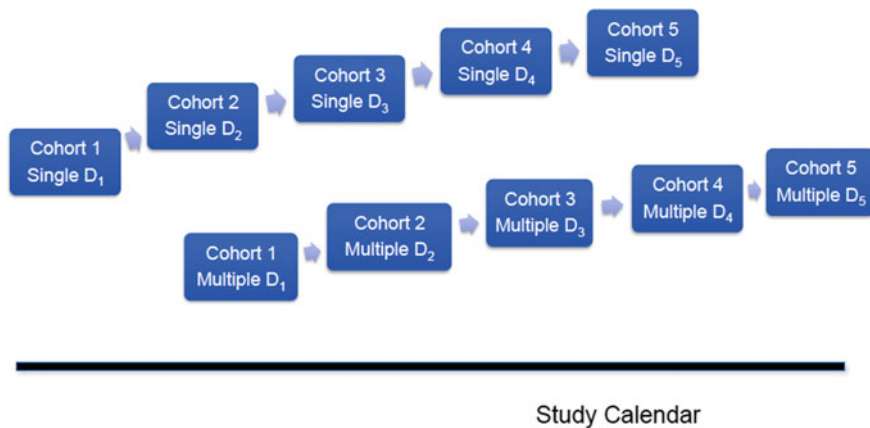 Cohort 1
Single D₁
Cohort 2
Single D₂
Cohort 3
Single D₃
Cohort 4
Single D₄
Cohort 5
Single D₅
Cohort 1
Multiple D₁
Cohort 2
Multiple D₂
Cohort 3
Multiple D₃
Cohort 4
Multiple D₄
Cohort 5
Multiple D₅
Study Calendar